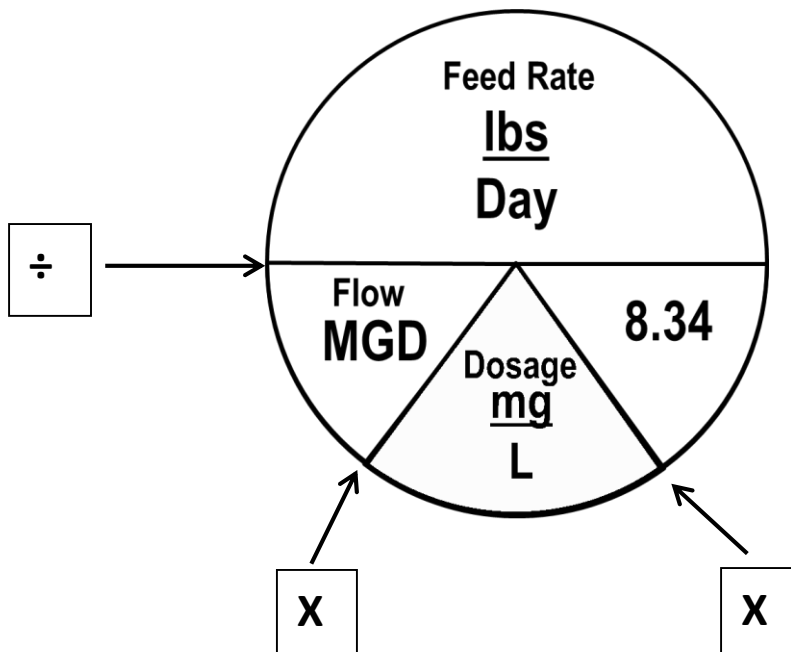 Feed Rate
lbs
Day
÷
Flow
MGD
Dosage
mg
L
8.34
X
X